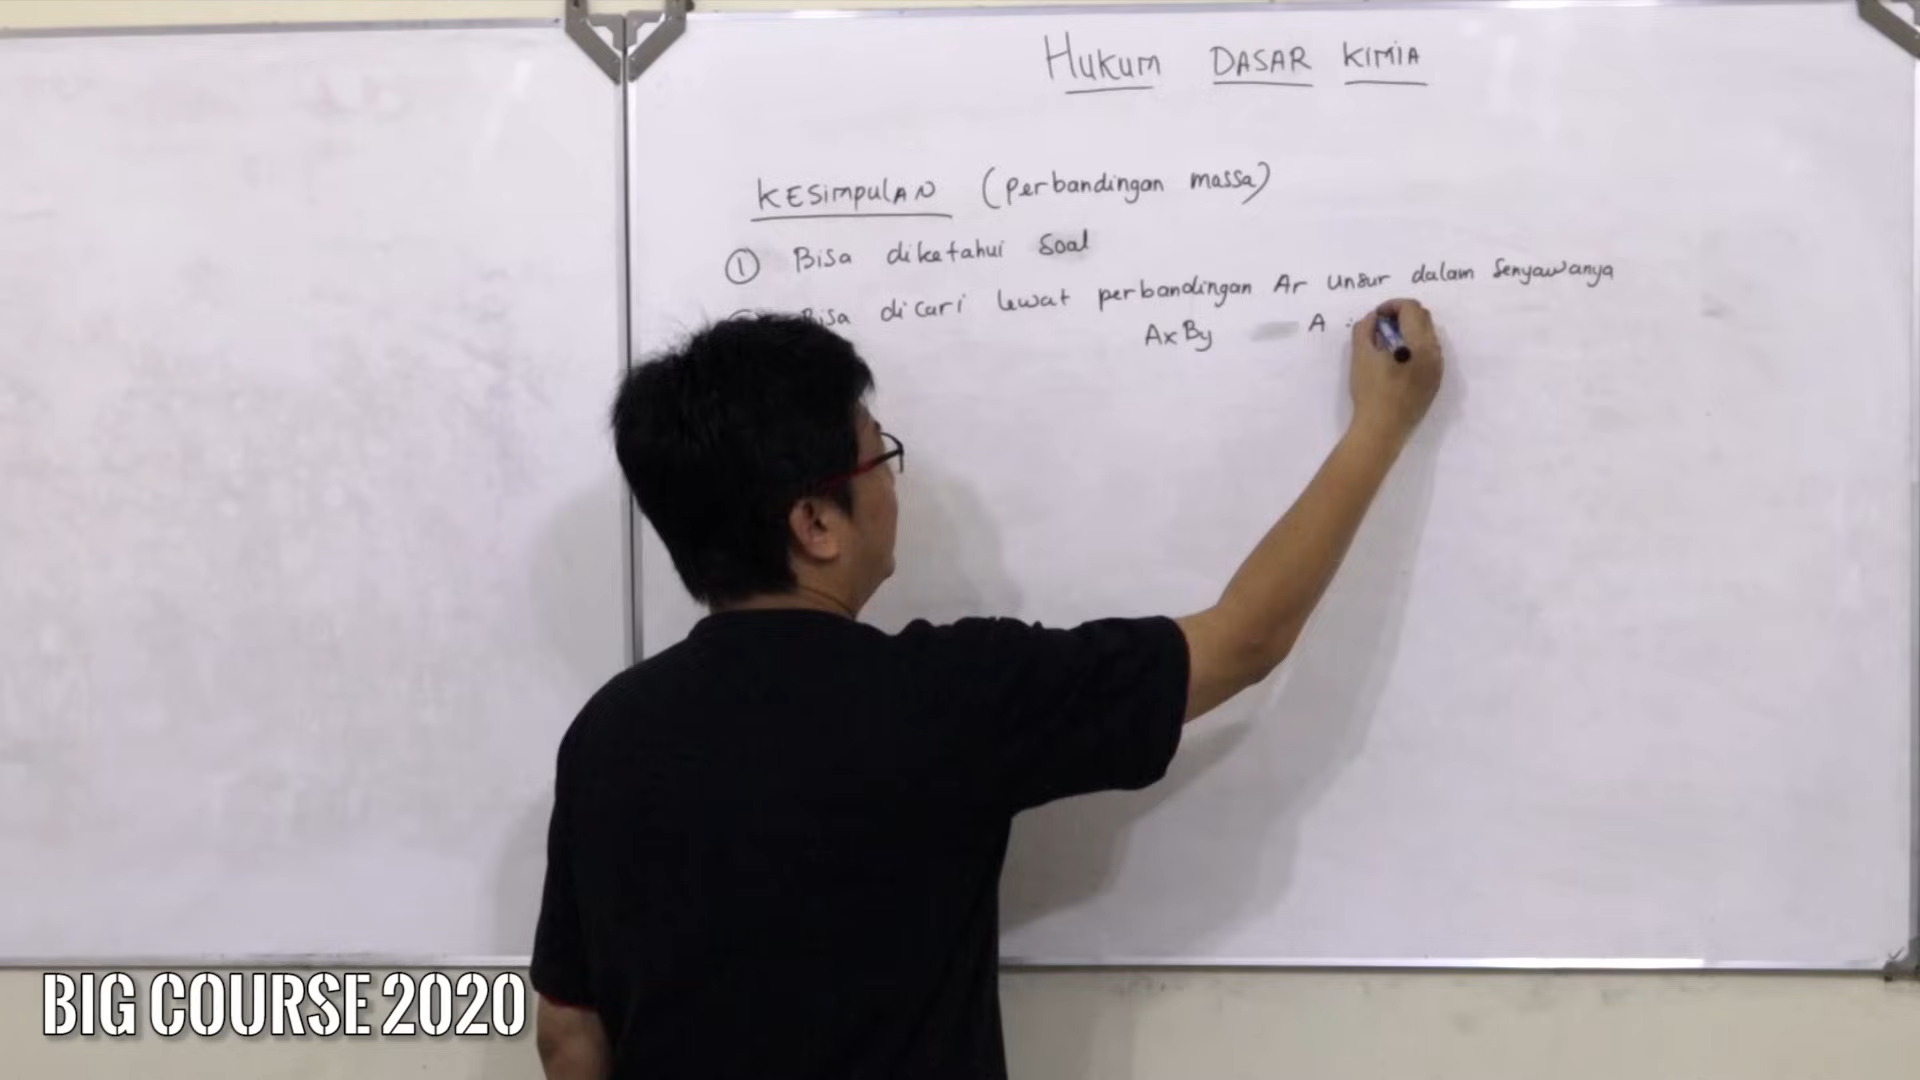 HUKUM DASAR KIMIA
KESIMPULAN (perbandingan massa)
① Bisa diketahui soal
Bisa dicari lewat perbandingan Ar unsur dalam senyawanya
AxBy A :
BIG COURSE 2020